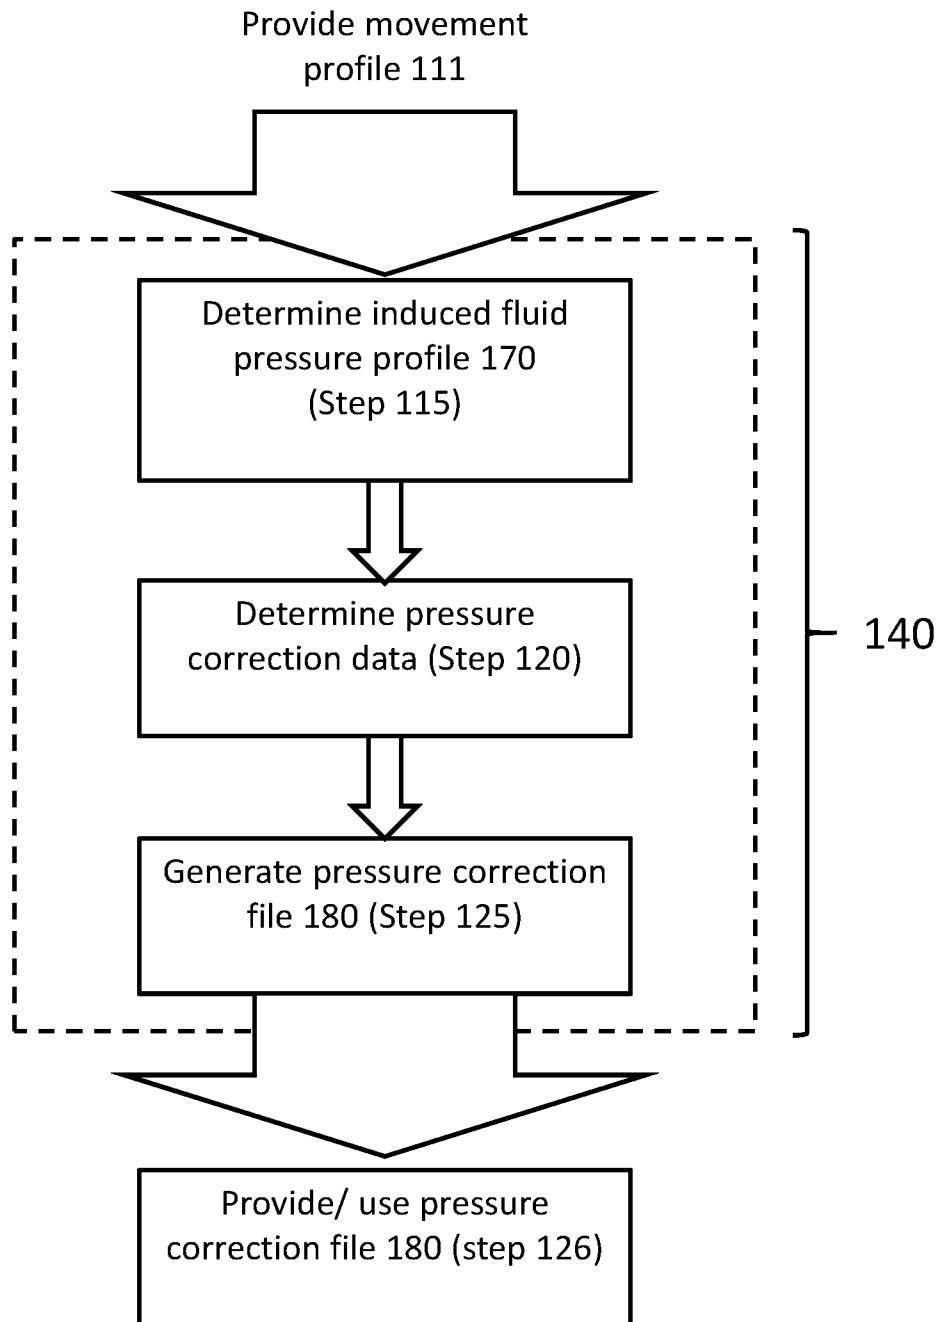 Provide movement
profile 111
Determine induced fluid
pressure profile 170
(Step 115)
Determine pressure
correction data (Step 120)
140
Generate pressure correction
file 180 (Step 125)
Provide/ use pressure
correction file 180 (step 126)